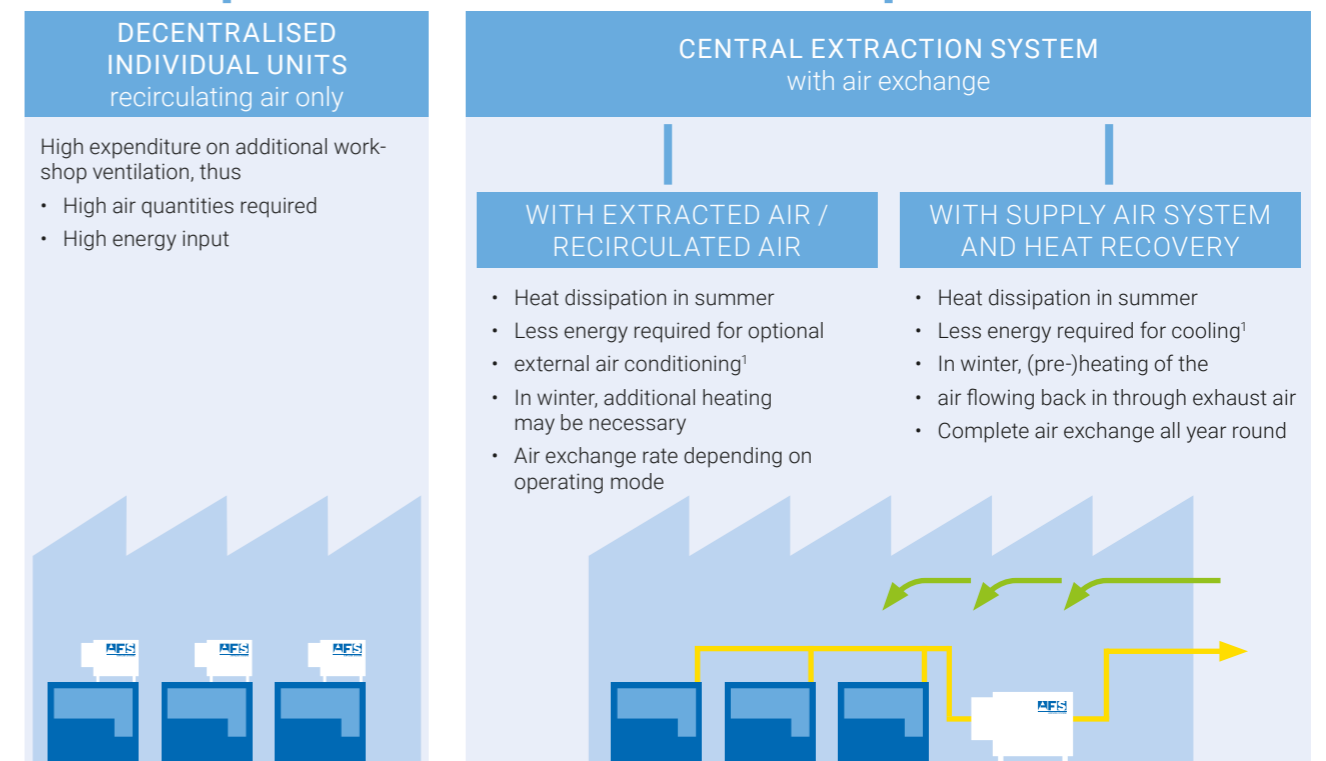 DECENTRALISED
INDIVIDUAL UNITS
recirculating air only
High expenditure on additional work-
shop ventilation, thus
• High air quantities required
• High energy input
CENTRAL EXTRACTION SYSTEM
with air exchange
WITH EXTRACTED AIR /
RECIRCULATED AIR
• Heat dissipation in summer
• Less energy required for optional
• external air conditioning¹
• In winter, additional heating
may be necessary
• Air exchange rate depending on
operating mode
WITH SUPPLY AIR SYSTEM
AND HEAT RECOVERY
• Heat dissipation in summer
• Less energy required for cooling¹
• In winter, (pre-)heating of the
• air flowing back in through exhaust air
• Complete air exchange all year round
AFS
AFS
AFS
AFS